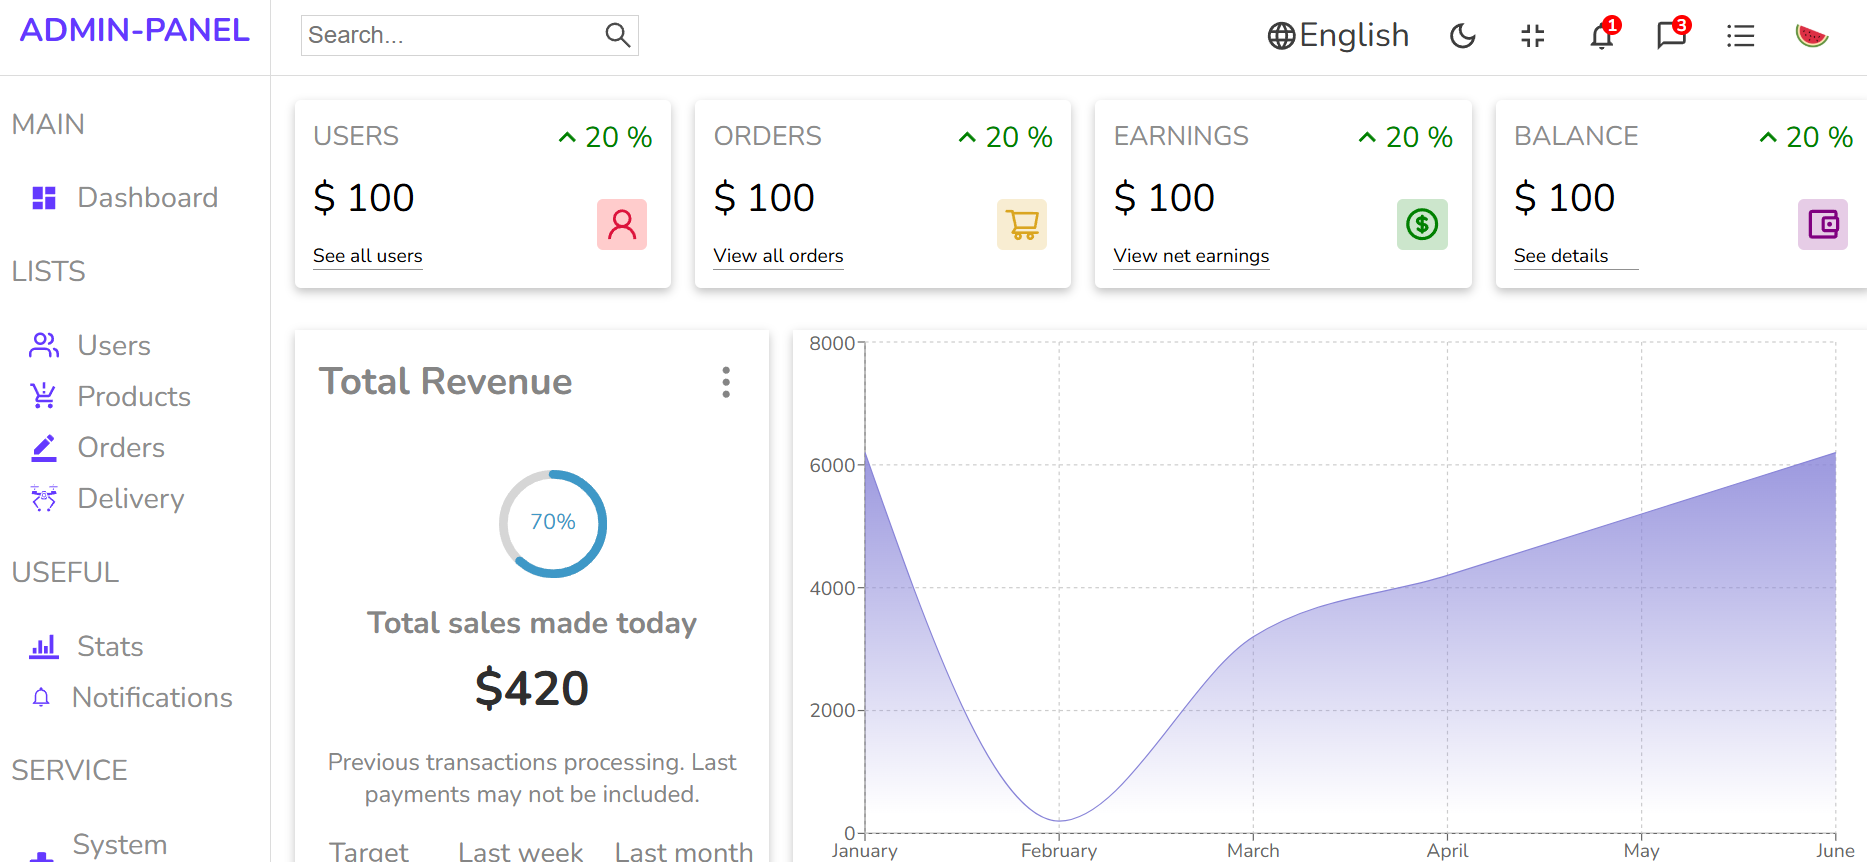 ADMIN-PANEL
Search...
English
1
3
MAIN
Dashboard
LISTS
Users
Products
Orders
Delivery
USEFUL
Stats
Notifications
SERVICE
System
USERS
20 %
$ 100
See all users
ORDERS
20 %
$ 100
View all orders
EARNINGS
20 %
$ 100
View net earnings
BALANCE
20 %
$ 100
See details
Total Revenue
70%
Total sales made today
$420
Previous transactions processing. Last
payments may not be included.
Target Last week Last month
8000
6000
4000
2000
0
January February March April May June